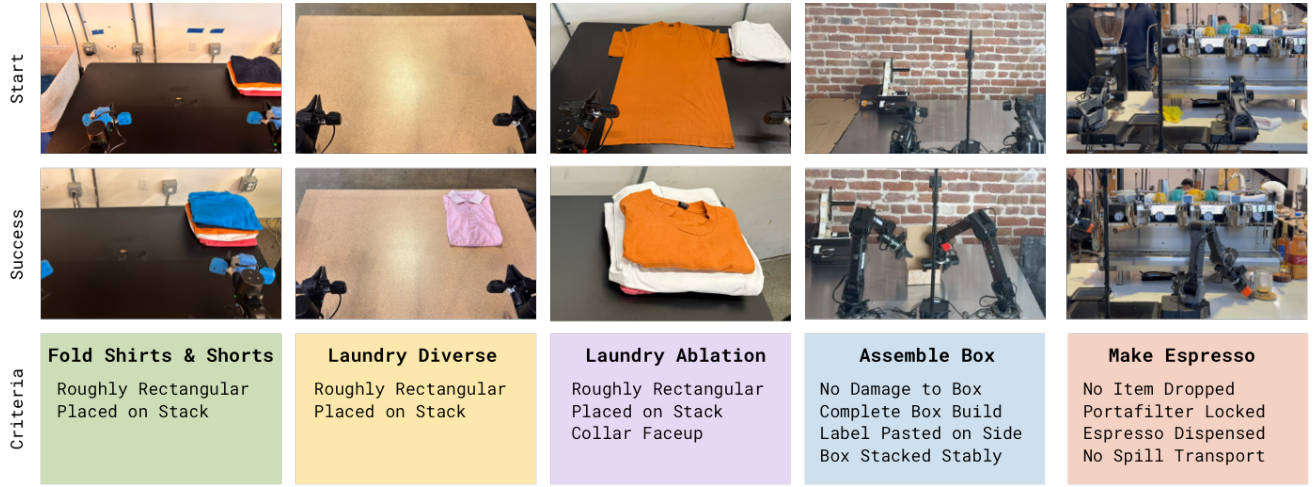 Start
Success
Criteria
Fold Shirts & Shorts
Roughly Rectangular
Placed on Stack
Laundry Diverse
Roughly Rectangular
Placed on Stack
Laundry Ablation
Roughly Rectangular
Placed on Stack
Collar Faceup
Assemble Box
No Damage to Box
Complete Box Build
Label Pasted on Side
Box Stacked Stably
Make Espresso
No Item Dropped
Portafilter Locked
Espresso Dispensed
No Spill Transport